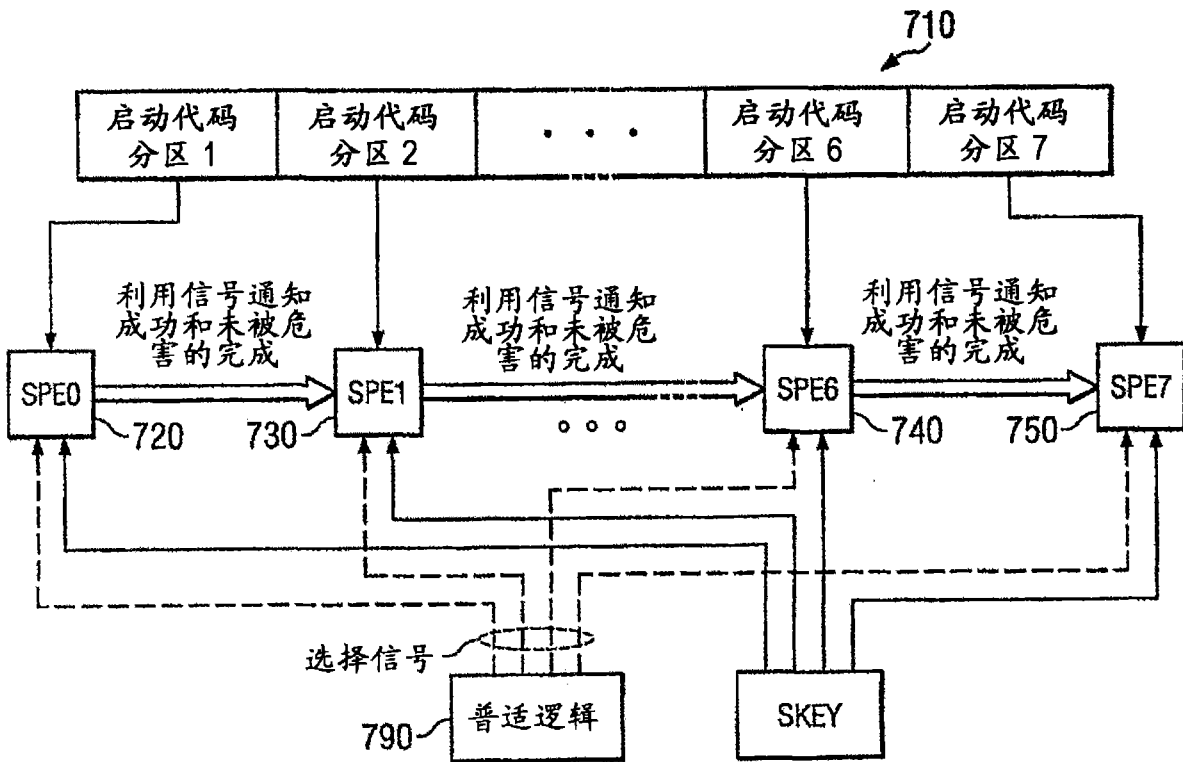 710
启动代码
分区 1
启动代码
分区 2
· · ·
启动代码
分区 6
启动代码
分区 7
利用信号通知
成功和未被危
害的完成
利用信号通知
成功和未被危
害的完成
利用信号通知
成功和未被危
害的完成
SPE0
SPE1
SPE6
SPE7
720
730
740
750
选择信号
普适逻辑
790
SKEY